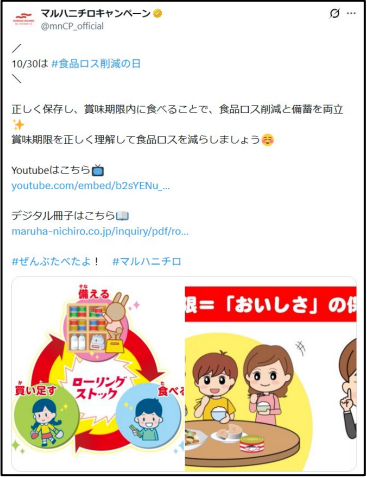 マルハニチロキャンペーン
@mnCP_official
／
10/30は #食品ロス削減の日
＼
正しく保存し、賞味期限内に食べることで、食品ロス削減と備蓄を両立
✨
賞味期限を正しく理解して食品ロスを減らしましょう🥰
Youtubeはこちら📺
youtube.com/embed/b2sYENu_...
デジタル冊子はこちら📖
maruha-nichiro.co.jp/inquiry/pdf/ro...
#ぜんぶたべたよ！ #マルハニチロ
備える
そな
ローリング
ストック
買い足す
か た
食べる
た
限＝「おいしさ」の保